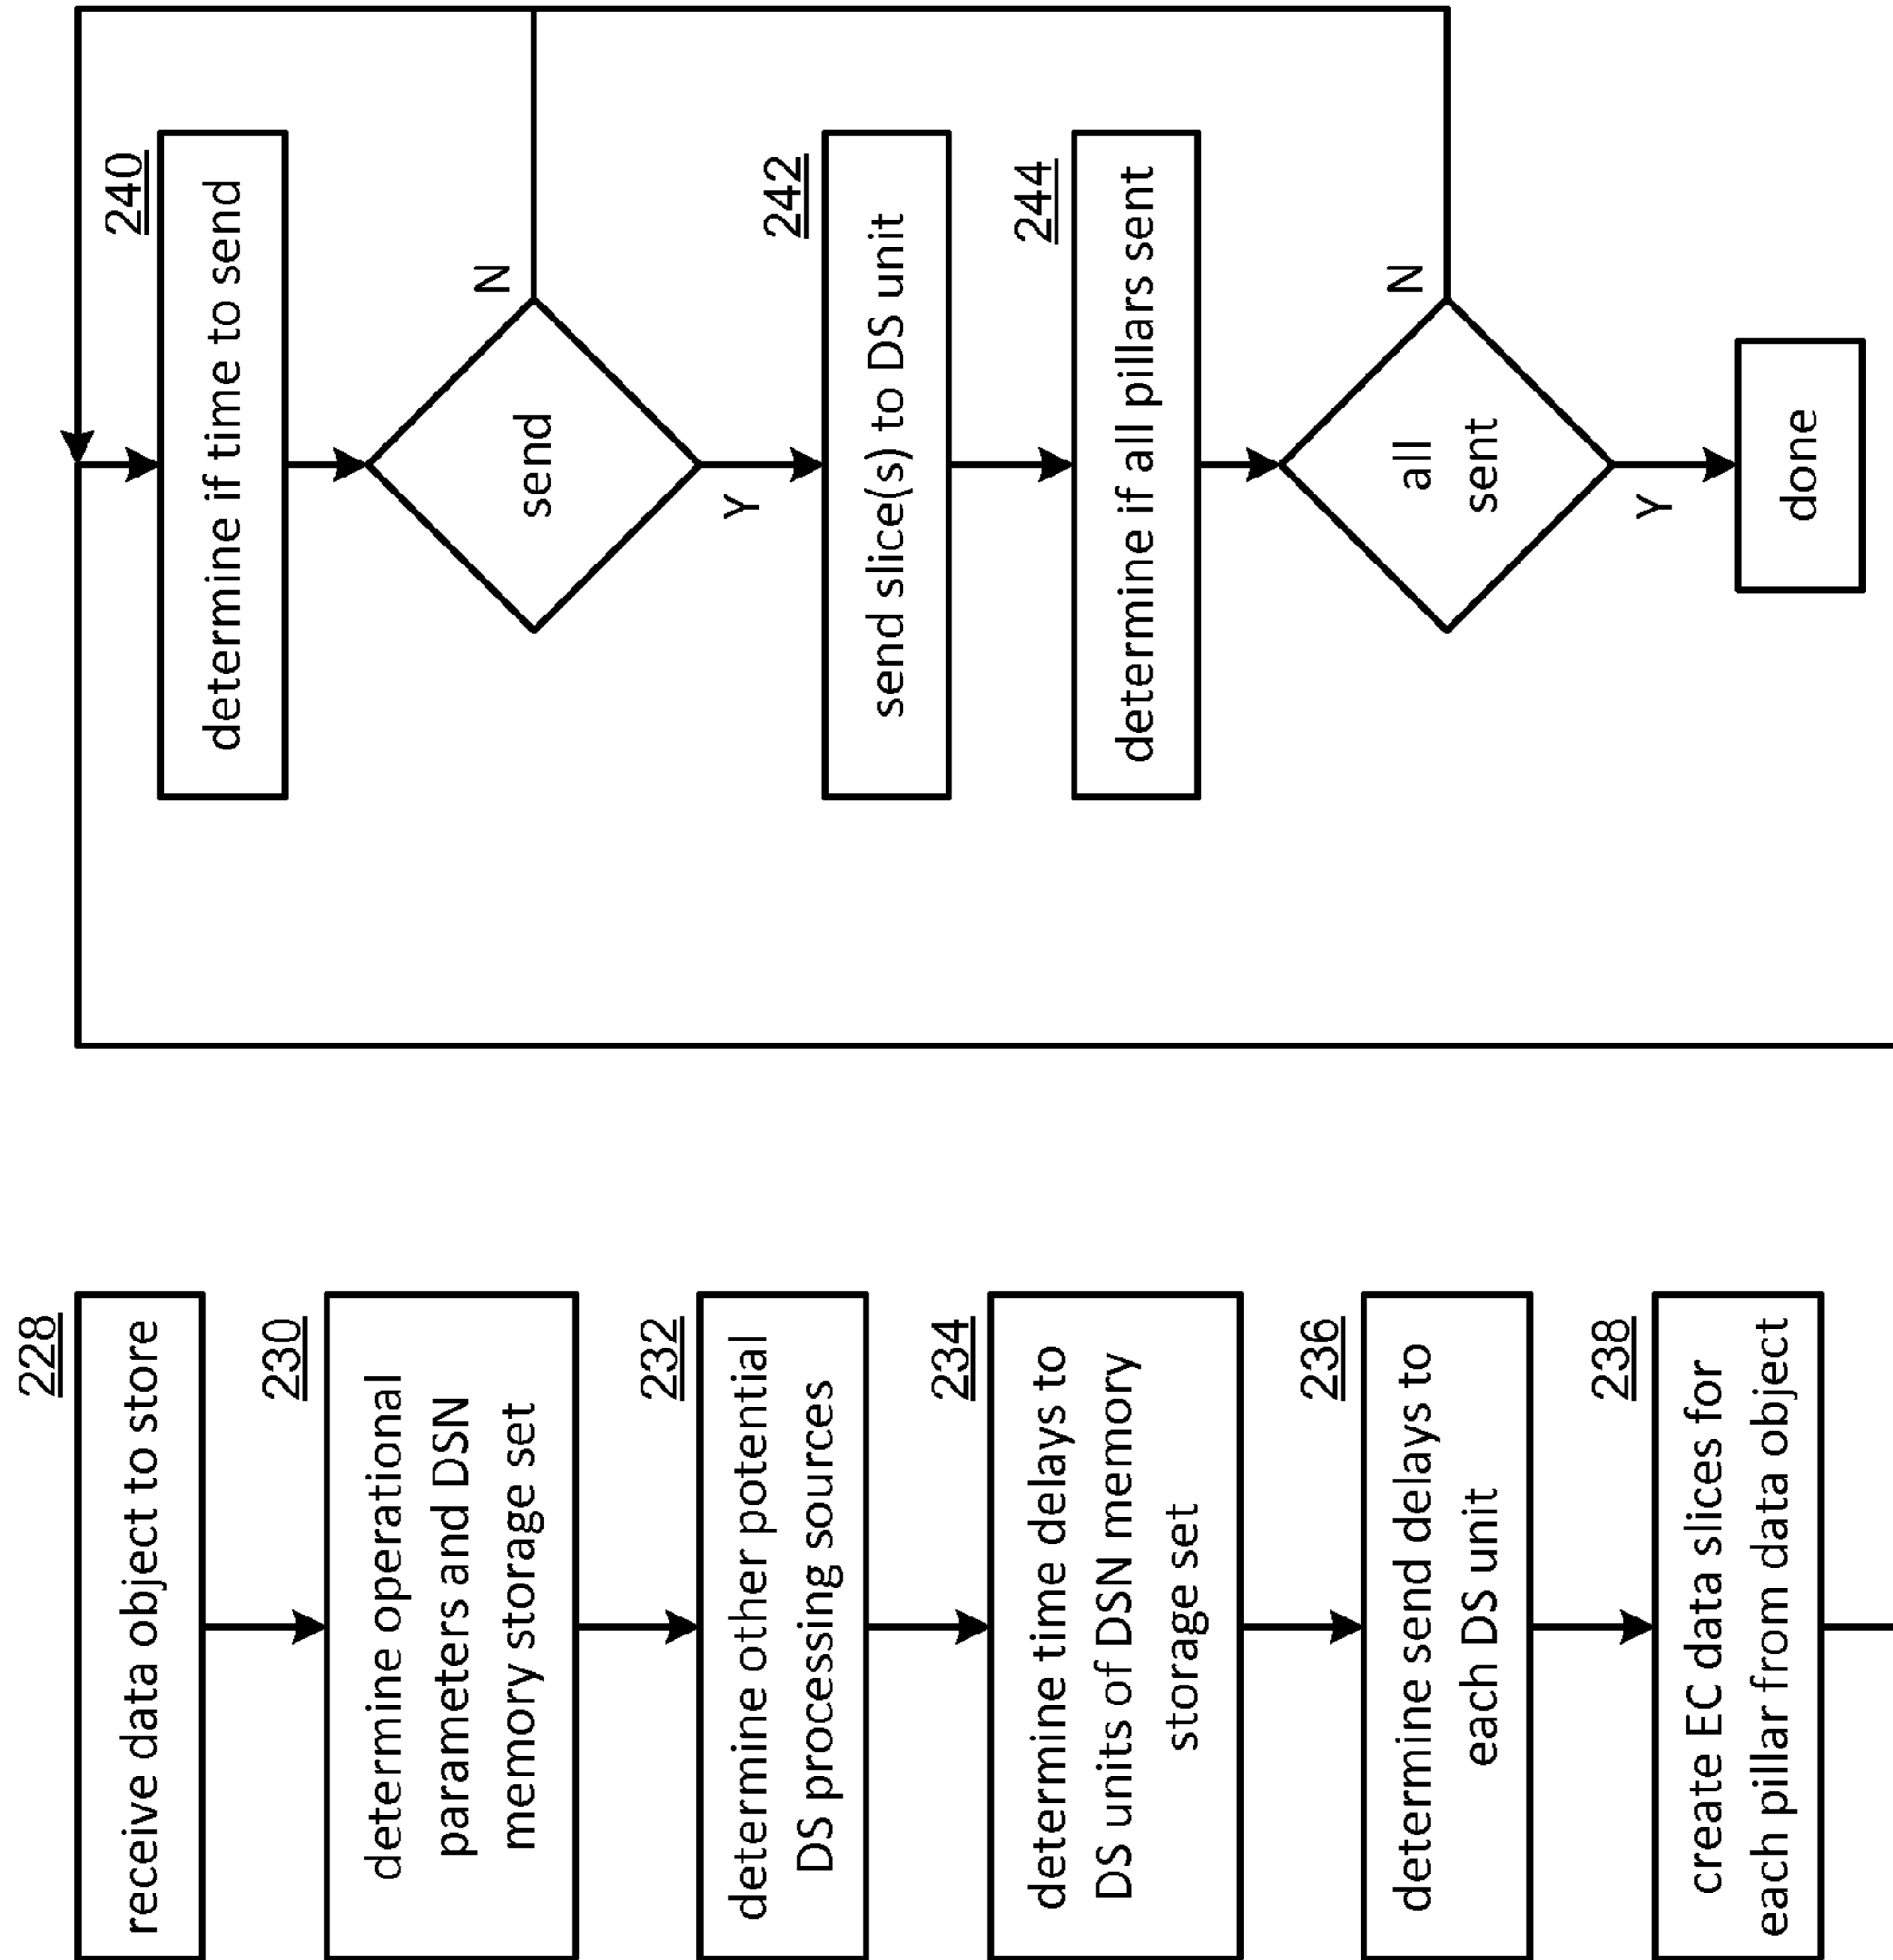 228
receive data object to store
230
determine operational
parameters and DSN
memory storage set
232
determine other potential
DS processing sources
234
determine time delays to
DS units of DSN memory
storage set
236
determine send delays to
each DS unit
238
create EC data slices for
each pillar from data object
240
determine if time to send
send
N
Y
242
send slice(s) to DS unit
244
determine if all pillars sent
all
sent
N
Y
done